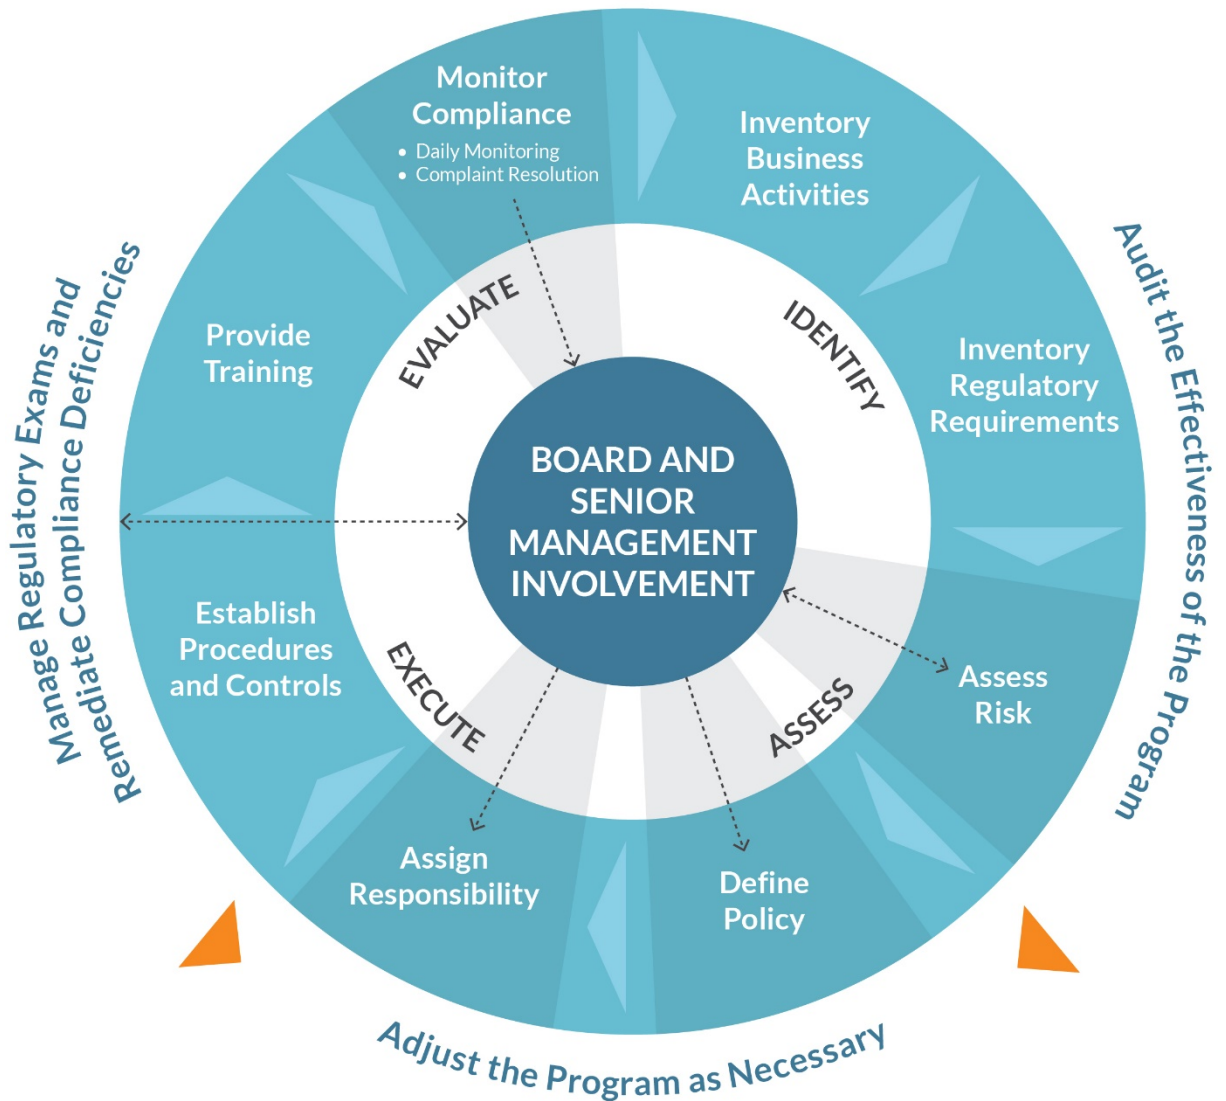 Monitor
Compliance
• Daily Monitoring
• Complaint Resolution
Inventory
Business
Activities
Inventory
Regulatory
Requirements
Assess
Risk
Define
Policy
Assign
Responsibility
Establish
Procedures
and Controls
Provide
Training
EVALUATE
IDENTIFY
ASSESS
EXECUTE
BOARD AND
SENIOR
MANAGEMENT
INVOLVEMENT
Audit the Effectiveness of the Program
Adjust the Program as Necessary
Manage Regulatory Exams and
Remediate Compliance Deficiencies